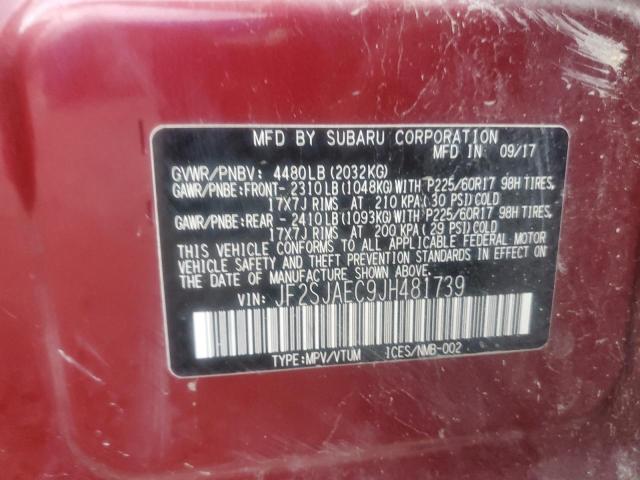 MFD BY SUBARU CORPORATION
MFD IN 09/17
GVWR/PNBV: 4480LB (2032KG)
GAWR/PNBE:FRONT- 2310LB (1048KG) WITH P225/60R17 98H TIRES,
17X7J RIMS AT 210 KPA (30 PSI) COLD
GAWR/PNBE:REAR - 2410LB (1093KG) WITH P225/60R17 98H TIRES,
17X7J RIMS AT 200 KPA (29 PSI) COLD
THIS VEHICLE CONFORMS TO ALL APPLICABLE FEDERAL MOTOR
VEHICLE SAFETY AND THEFT PREVENTION STANDARDS IN EFFECT
ON THE DATE OF MANUFACTURE SHOWN ABOVE.
VIN: JF2SJAEC9JH481739
TYPE:MPV/VTUM ICES/NMB-002